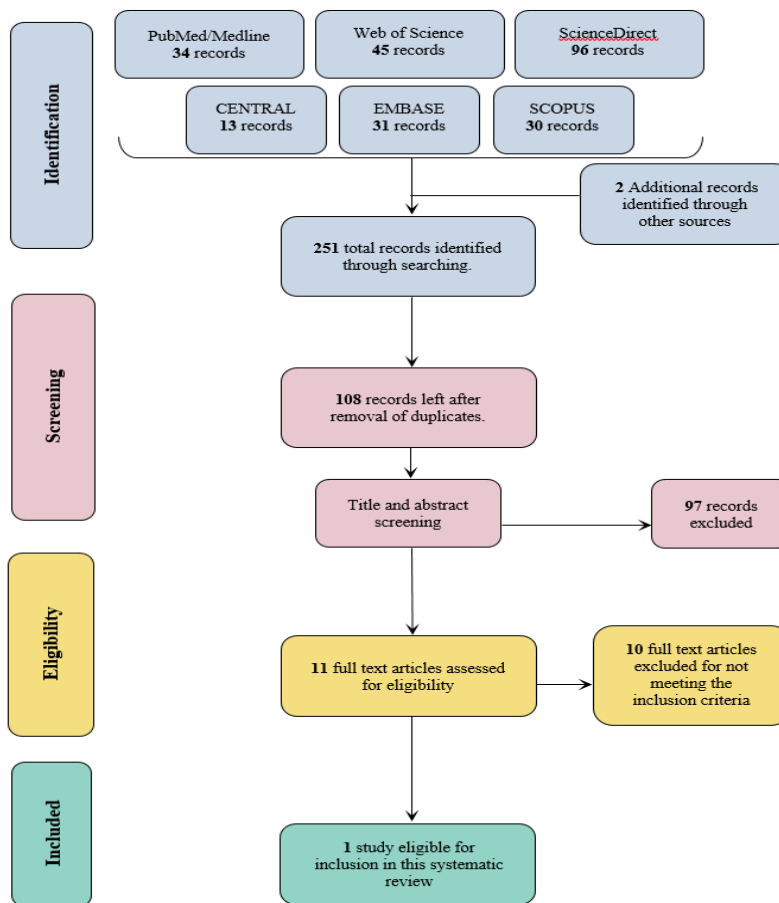 Identification
PubMed/Medline
34 records
Web of Science
45 records
ScienceDirect
96 records
CENTRAL
13 records
EMBASE
31 records
SCOPUS
30 records
2 Additional records
identified through
other sources
251 total records identified
through searching.
Screening
108 records left after
removal of duplicates.
Title and abstract
screening
97 records
excluded
Eligibility
11 full text articles assessed
for eligibility
10 full text articles
excluded for not
meeting the
inclusion criteria
Included
1 study eligible for
inclusion in this systematic
review